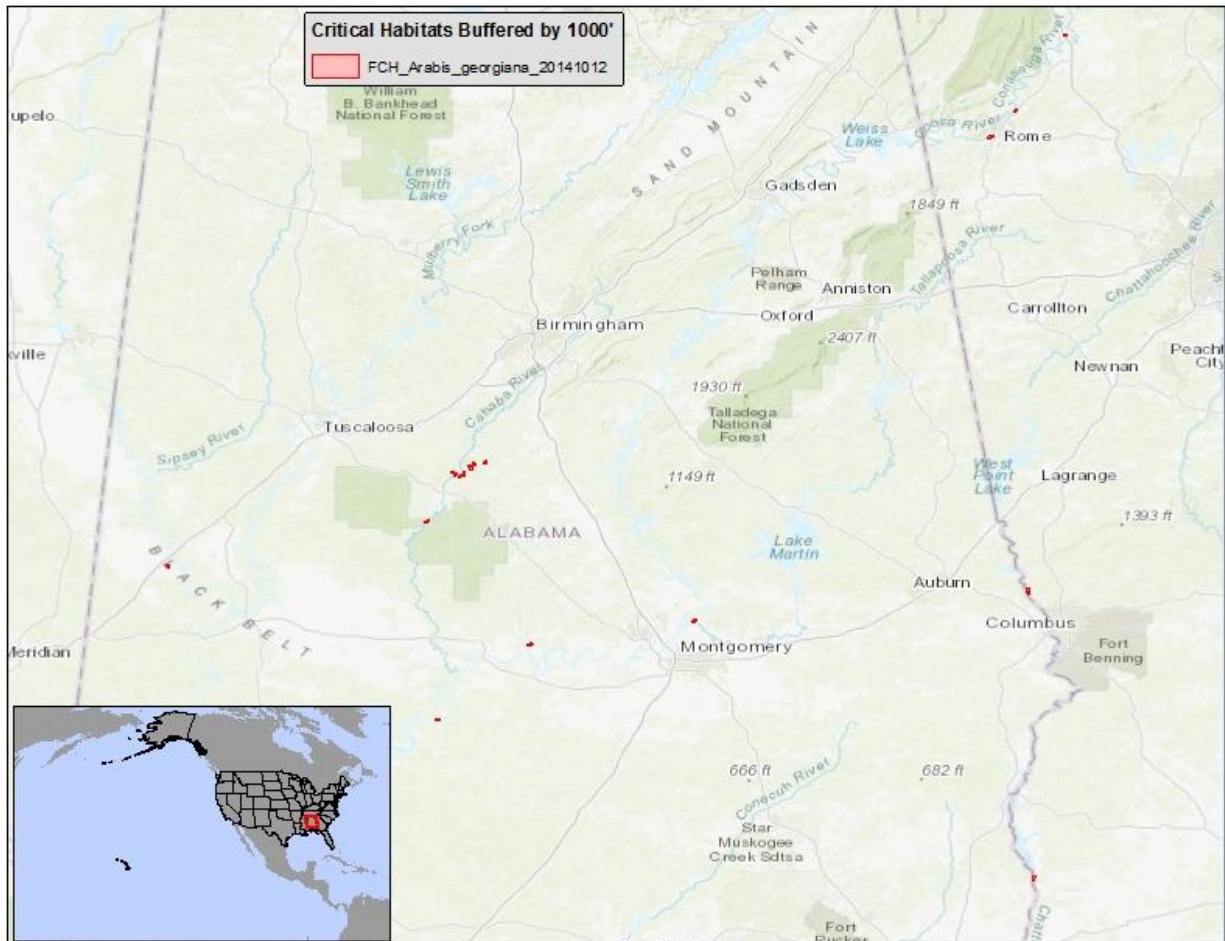 Critical Habitats Buffered by 1000'
FCH_Arabis_georgiana_20141012
William
B. Bankhead
National Forest
upelo
Lewis
Smith
Lake
Mulberry Fork
SAND MOUNTAIN
Weiss
Lake
Coosa River
Rome
Gadsden
1849 ft
Tallapoosa River
Chattahoochee River
Pelham
Range
Anniston
Oxford
Carrollton
Birmingham
2407 ft
Newnan
Peacht
City
kville
1930 ft
Talladega
National
Forest
Cahaba River
Tuscaloosa
Sipsey River
West
Point
Lake
Lagrange
1149 ft
1393 ft
ALABAMA
Lake
Martin
BLACK BELT
Auburn
Columbus
Fort
Benning
Meridian
Montgomery
666 ft
682 ft
Conecuh River
Star
Muskogee
Creek Sdtsa
Fort
Rucker